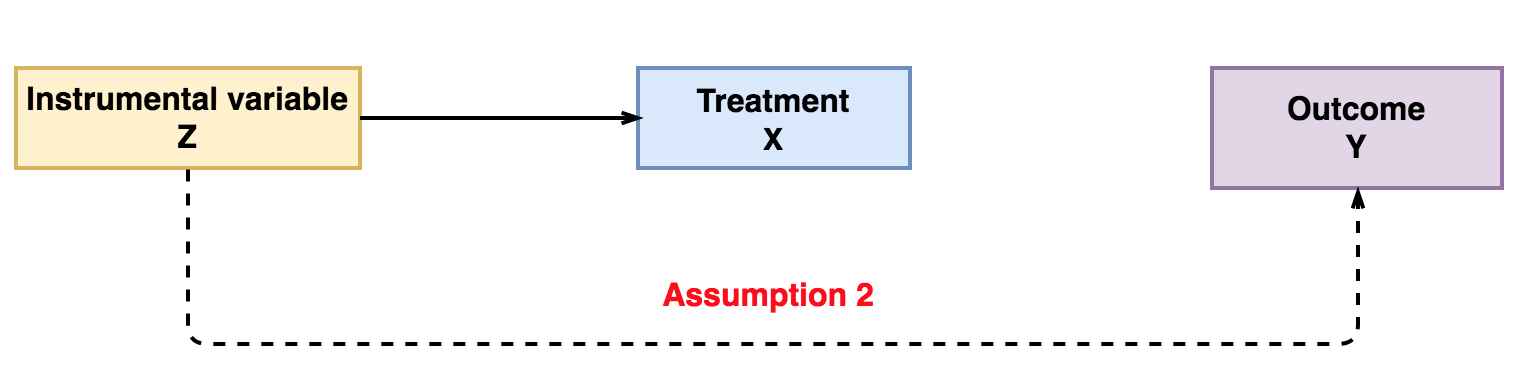 Instrumental variable
Z
Treatment
X
Outcome
Y
Assumption 2